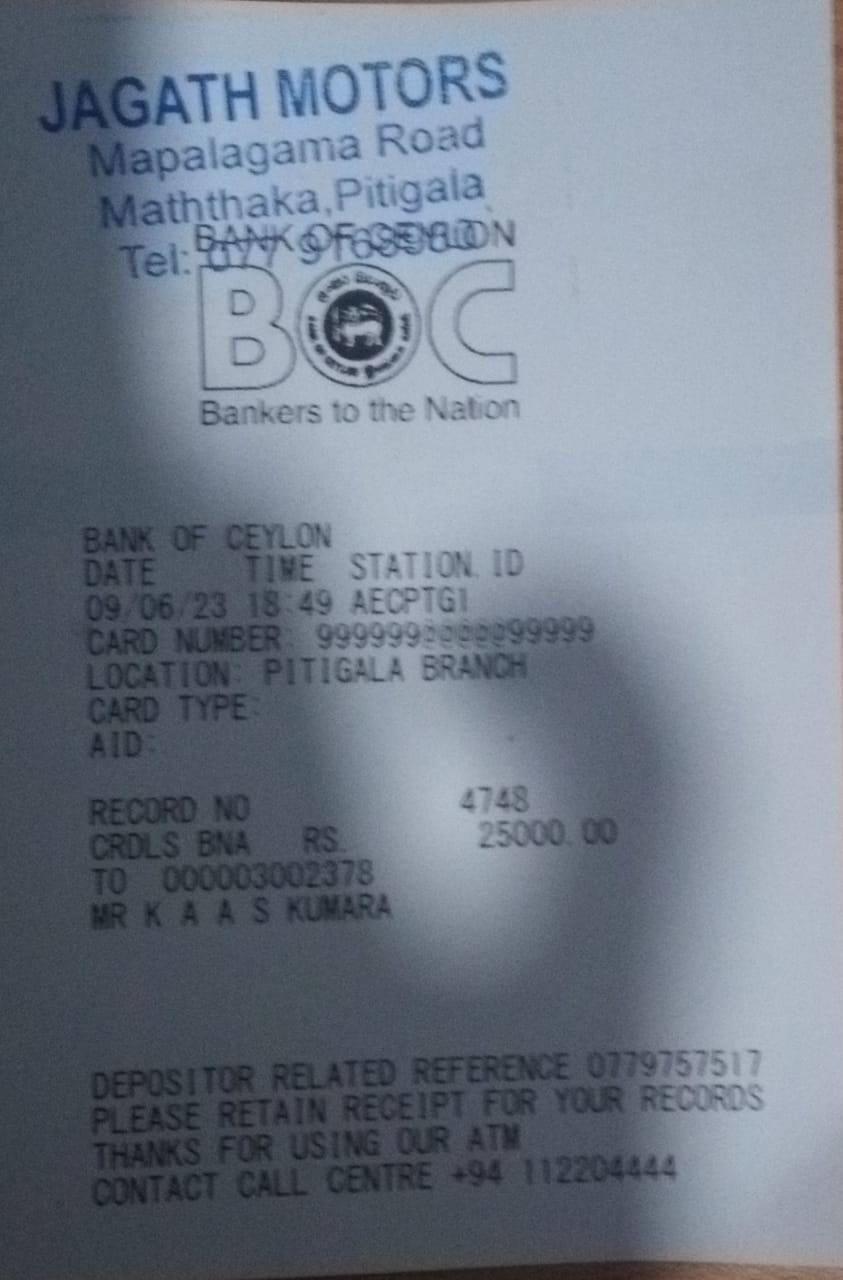 JAGATH MOTORS
Mapalagama Road
Maththaka,Pitigala
Tel:
BANK OF CEYLON
BOC
Bankers to the Nation
BANK OF CEYLON
DATE TIME STATION. ID
09/06/23 18:49 AECPTG1
CARD NUMBER:
LOCATION: PITIGALA BRANCH
CARD TYPE:
AID:
RECORD NO 4748
CRDLS BNA RS. 25000.00
TO 000003002378
MR K A A S KUMARA
DEPOSITOR RELATED REFERENCE 0779757517
PLEASE RETAIN RECEIPT FOR YOUR RECORDS
THANKS FOR USING OUR ATM
CONTACT CALL CENTRE +94 112204444